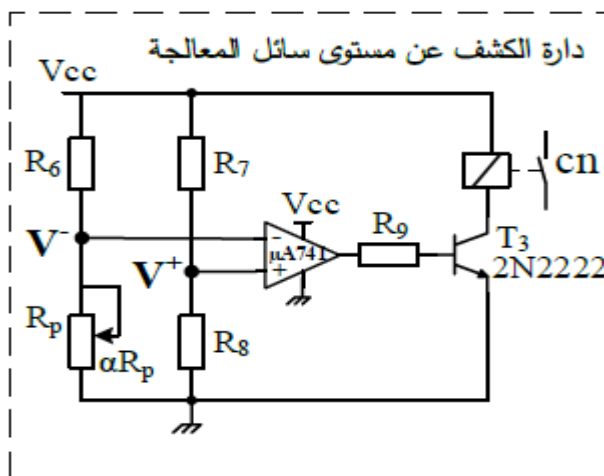 دارة الكشف عن مستوى سائل المعالجة
Vcc
R6
R7
Vcc
cn
V-
-
μA741
+
R9
T3
2N2222
V+
Rp
αRp
R8